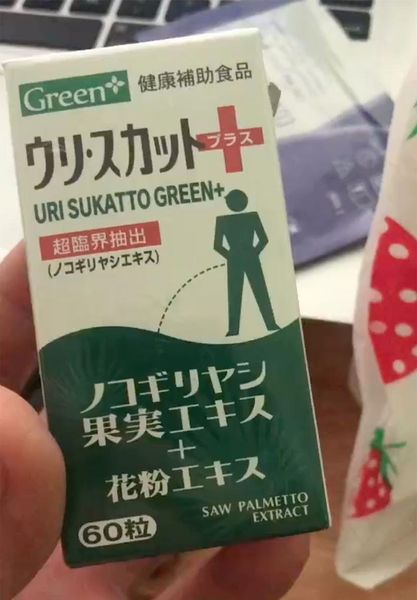 Green+
健康補助食品
ウリ・スカットプラス
URI SUKATTO GREEN+
超臨界抽出
(ノコギリヤシエキス)
ノコギリヤシ
果実エキス
+
花粉エキス
SAW PALMETTO
EXTRACT
60粒